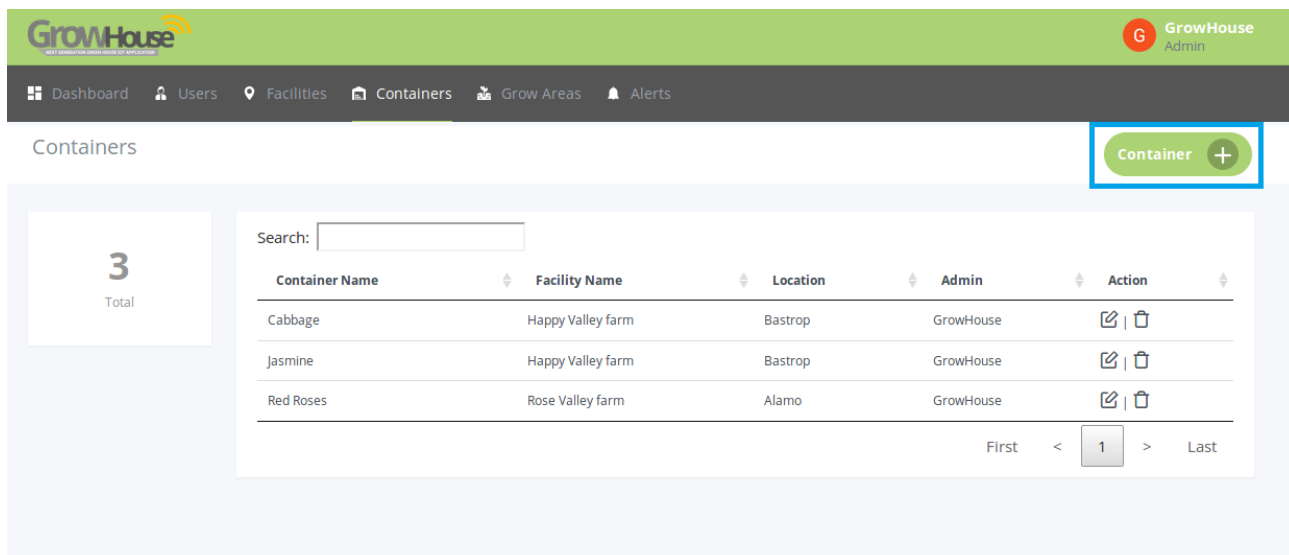 GrowHouse
NEXT GENERATION GREEN HOUSE IOT APPLICATION
G
GrowHouse
Admin
Dashboard Users Facilities Containers Grow Areas Alerts
Containers
Container +
3
Total
Search:
Container Name Facility Name Location Admin Action
Cabbage Happy Valley farm Bastrop GrowHouse |
Jasmine Happy Valley farm Bastrop GrowHouse |
Red Roses Rose Valley farm Alamo GrowHouse |
First < 1 > Last